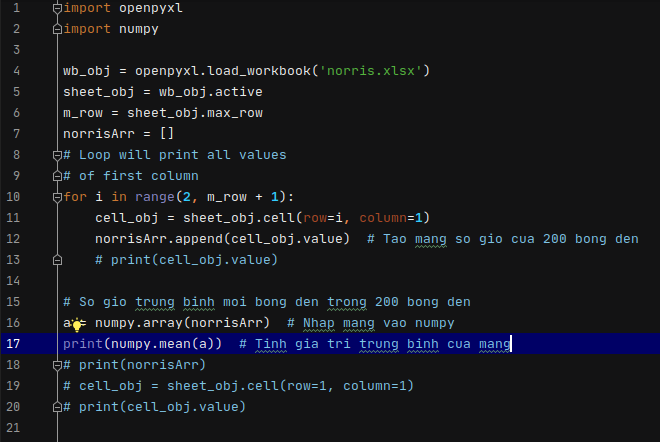 1 import openpyxl
2 import numpy
3
4 wb_obj = openpyxl.load_workbook('norris.xlsx')
5 sheet_obj = wb_obj.active
6 m_row = sheet_obj.max_row
7 norrisArr = []
8 # Loop will print all values
9 # of first column
10 for i in range(2, m_row + 1):
11     cell_obj = sheet_obj.cell(row=i, column=1)
12     norrisArr.append(cell_obj.value)  # Tao mang so gio cua 200 bong den
13     # print(cell_obj.value)
14
15 # So gio trung binh moi bong den trong 200 bong den
16 a = numpy.array(norrisArr)  # Nhap mang vao numpy
17 print(numpy.mean(a))  # Tinh gia tri trung binh cua mang
18 # print(norrisArr)
19 # cell_obj = sheet_obj.cell(row=1, column=1)
20 # print(cell_obj.value)
21